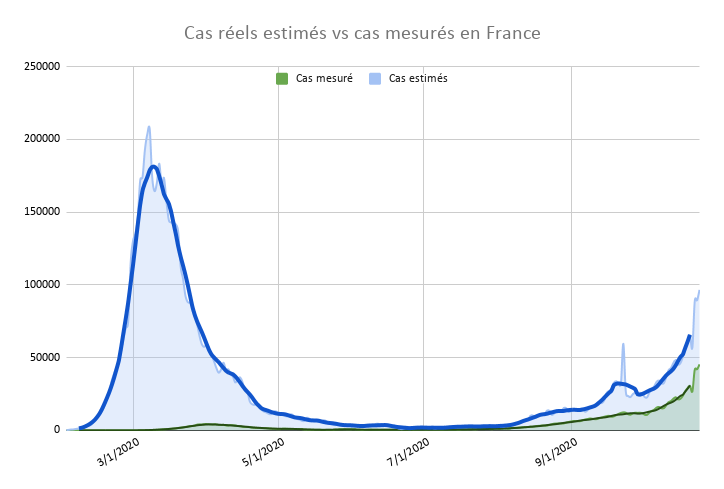 Cas réels estimés vs cas mesurés en France
Cas mesuré Cas estimés
250000
200000
150000
100000
50000
0
3/1/2020 5/1/2020 7/1/2020 9/1/2020